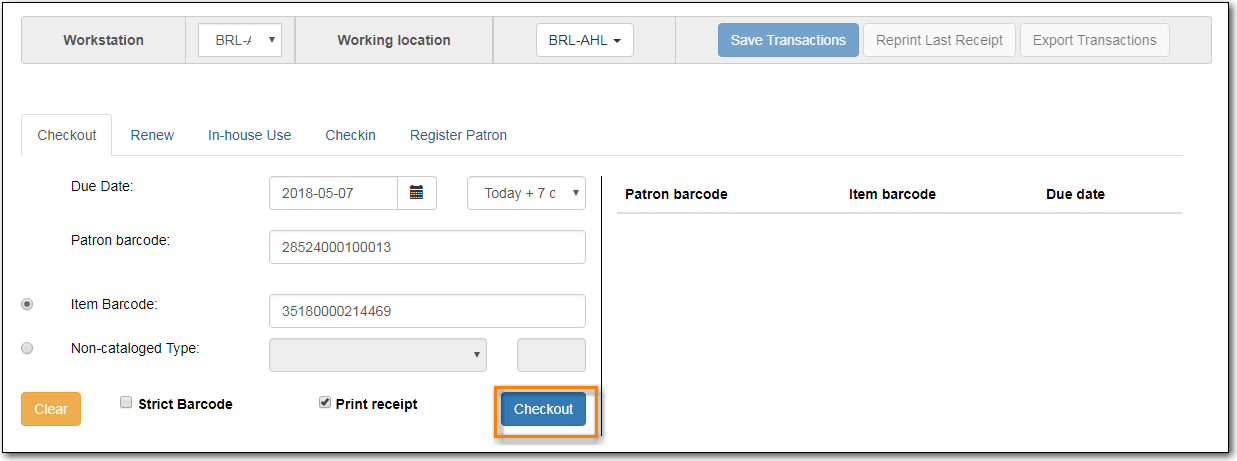 Workstation BRL-A Working location BRL-AHL Save Transactions Reprint Last Receipt Export Transactions
Checkout Renew In-house Use Checkin Register Patron
Due Date: 2018-05-07 Today + 7 d Patron barcode Item barcode Due date
Patron barcode: 28524000100013
Item Barcode: 35180000214469
Non-cataloged Type:
Clear Strict Barcode Print receipt Checkout